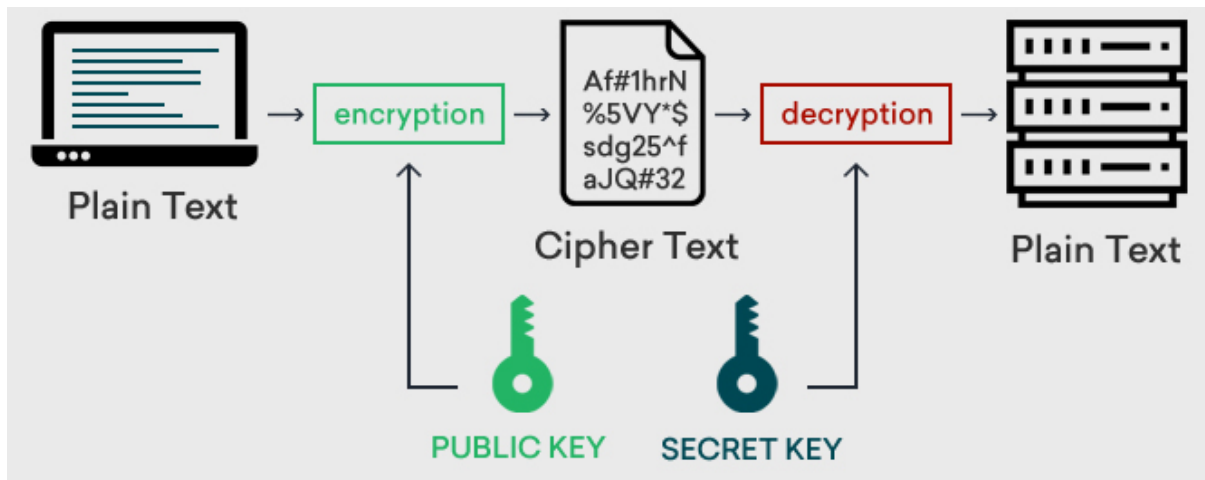 encryption
Af#1hrN
%5VY*$
sdg25^f
aJQ#32
decryption
Plain Text
Cipher Text
Plain Text
PUBLIC KEY
SECRET KEY